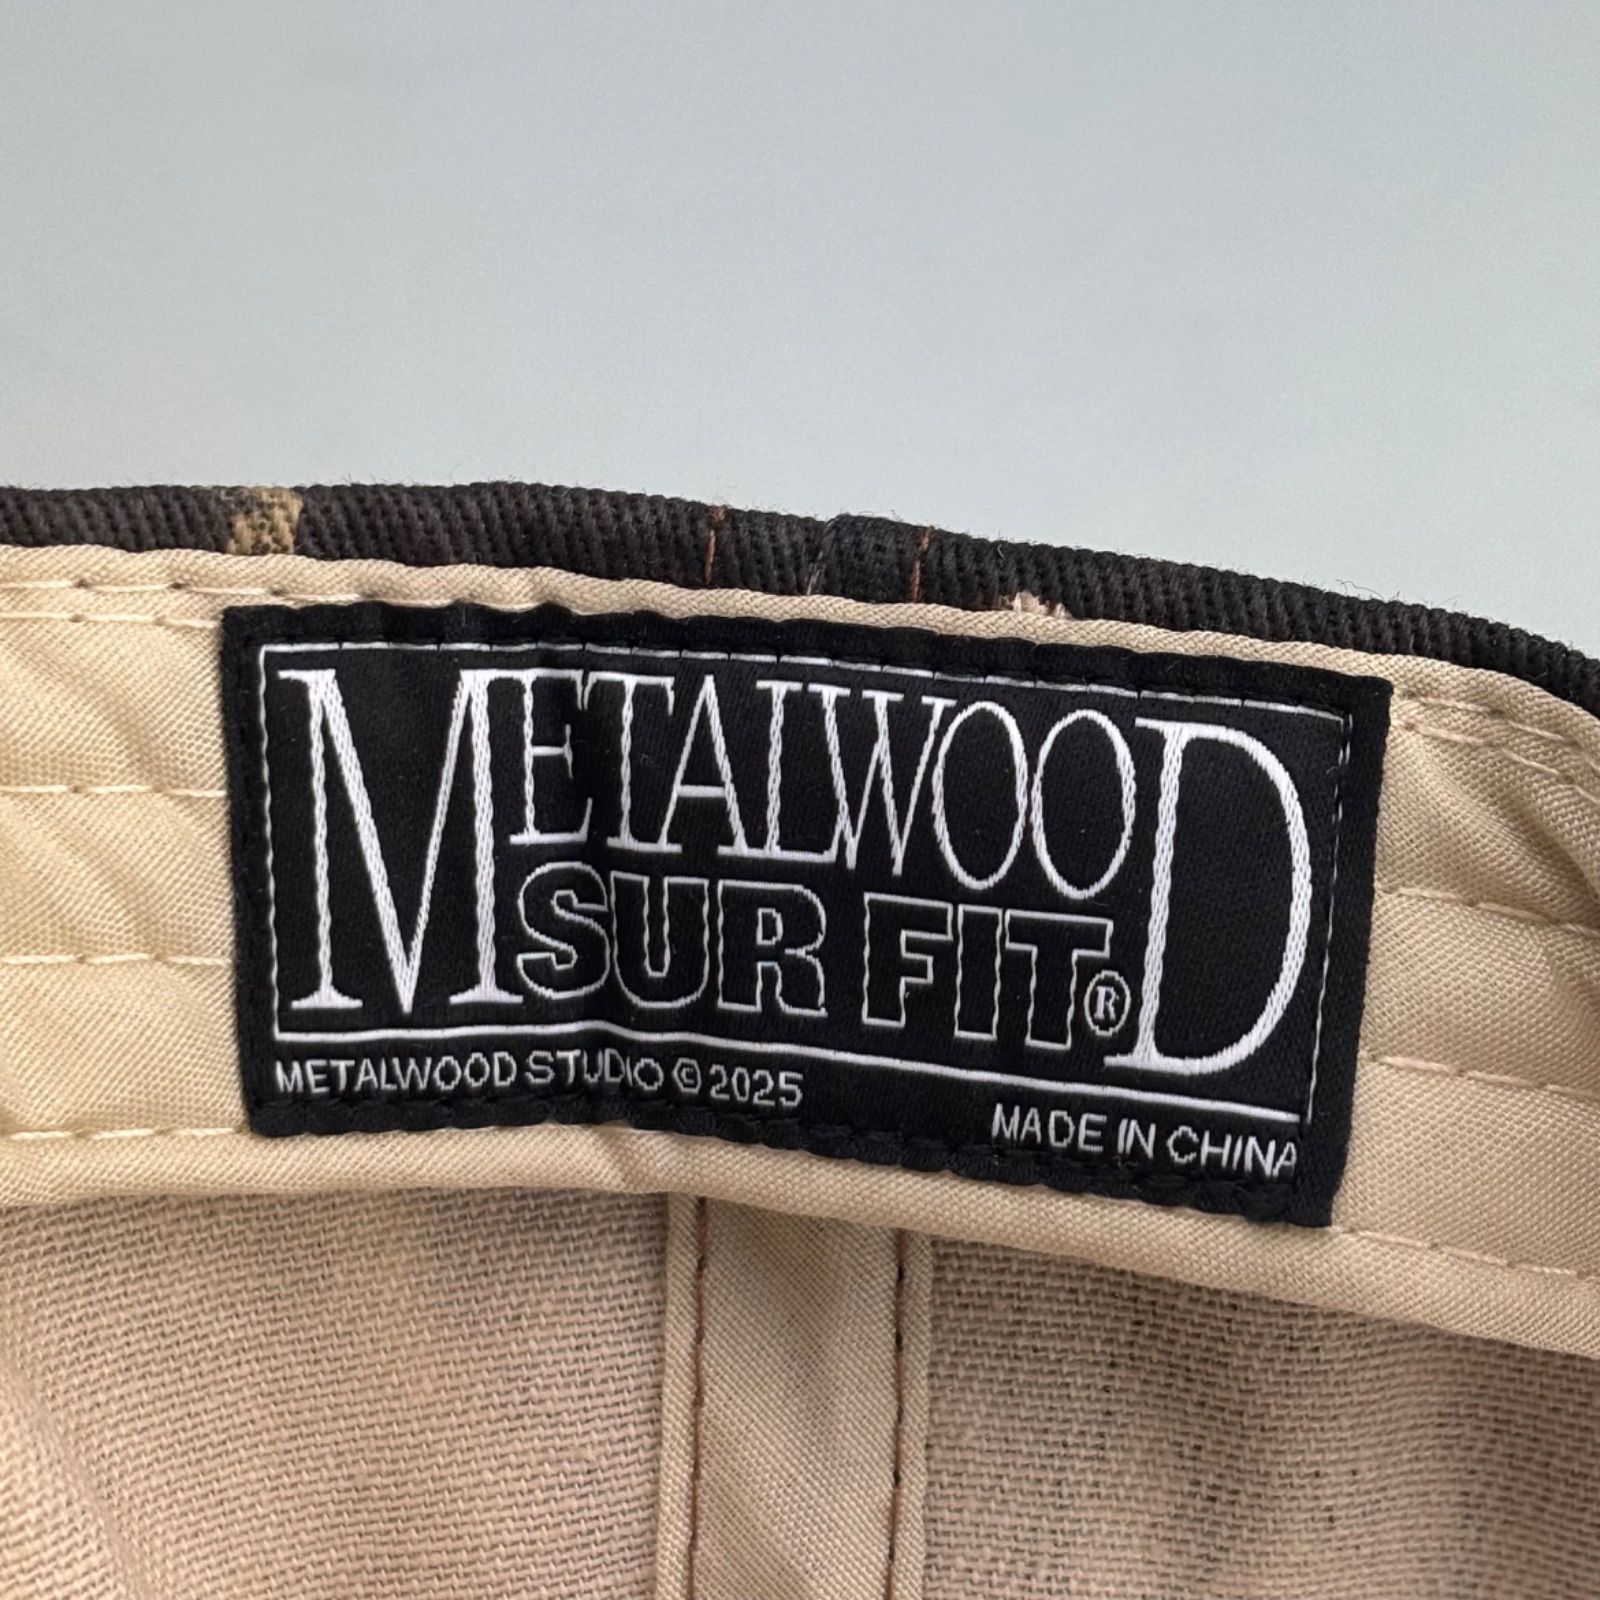 METALWOOD
SUR FIT®
METALWOOD STUDIO © 2025
MADE IN CHINA